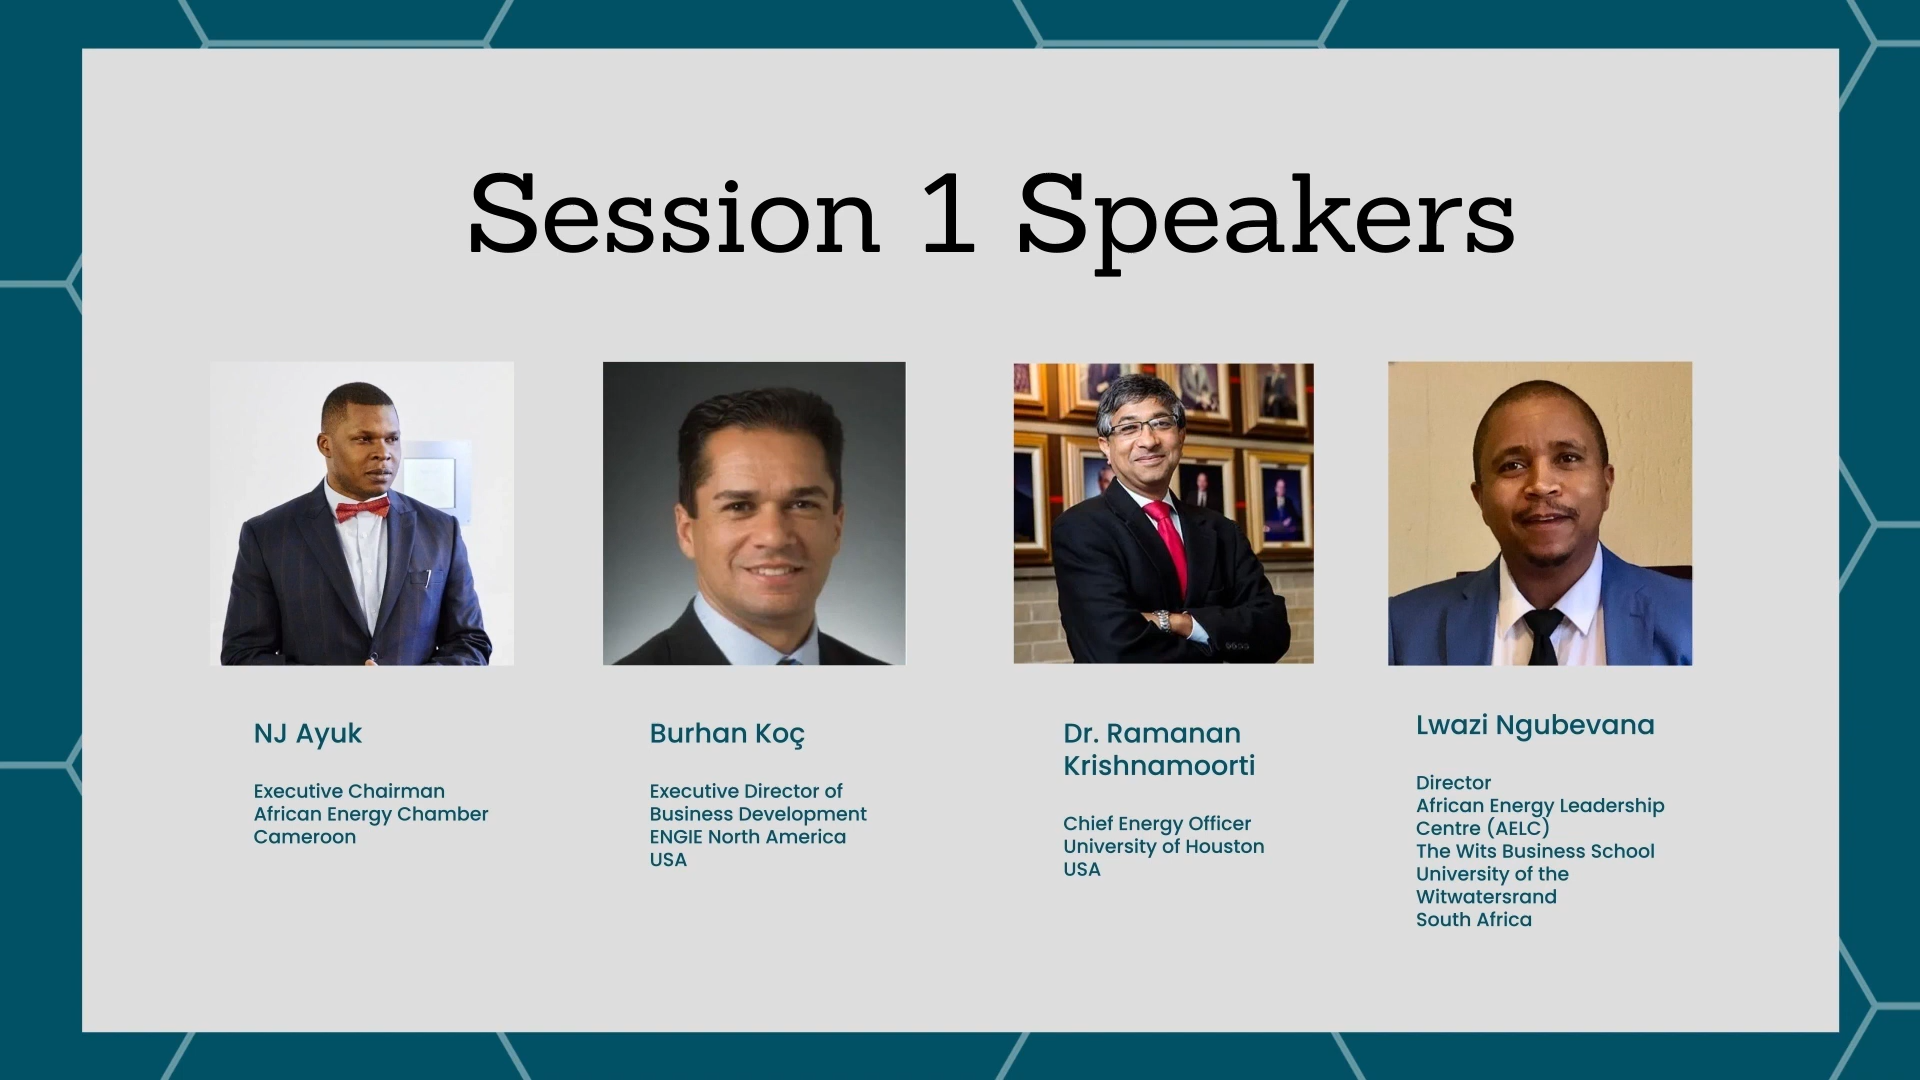 Session 1 Speakers
NJ Ayuk
Executive Chairman
African Energy Chamber
Cameroon
Burhan Koç
Executive Director of
Business Development
ENGIE North America
USA
Dr. Ramanan
Krishnamoorti
Chief Energy Officer
University of Houston
USA
Lwazi Ngubevana
Director
African Energy Leadership
Centre (AELC)
The Wits Business School
University of the
Witwatersrand
South Africa